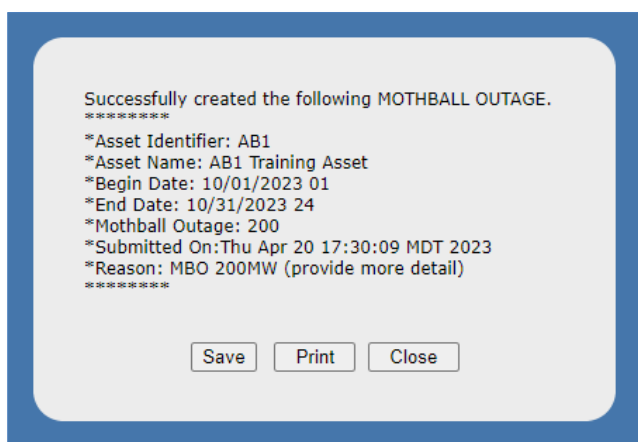 Successfully created the following MOTHBALL OUTAGE.
********
*Asset Identifier: AB1
*Asset Name: AB1 Training Asset
*Begin Date: 10/01/2023 01
*End Date: 10/31/2023 24
*Mothball Outage: 200
*Submitted On:Thu Apr 20 17:30:09 MDT 2023
*Reason: MBO 200MW (provide more detail)
********
Save Print Close